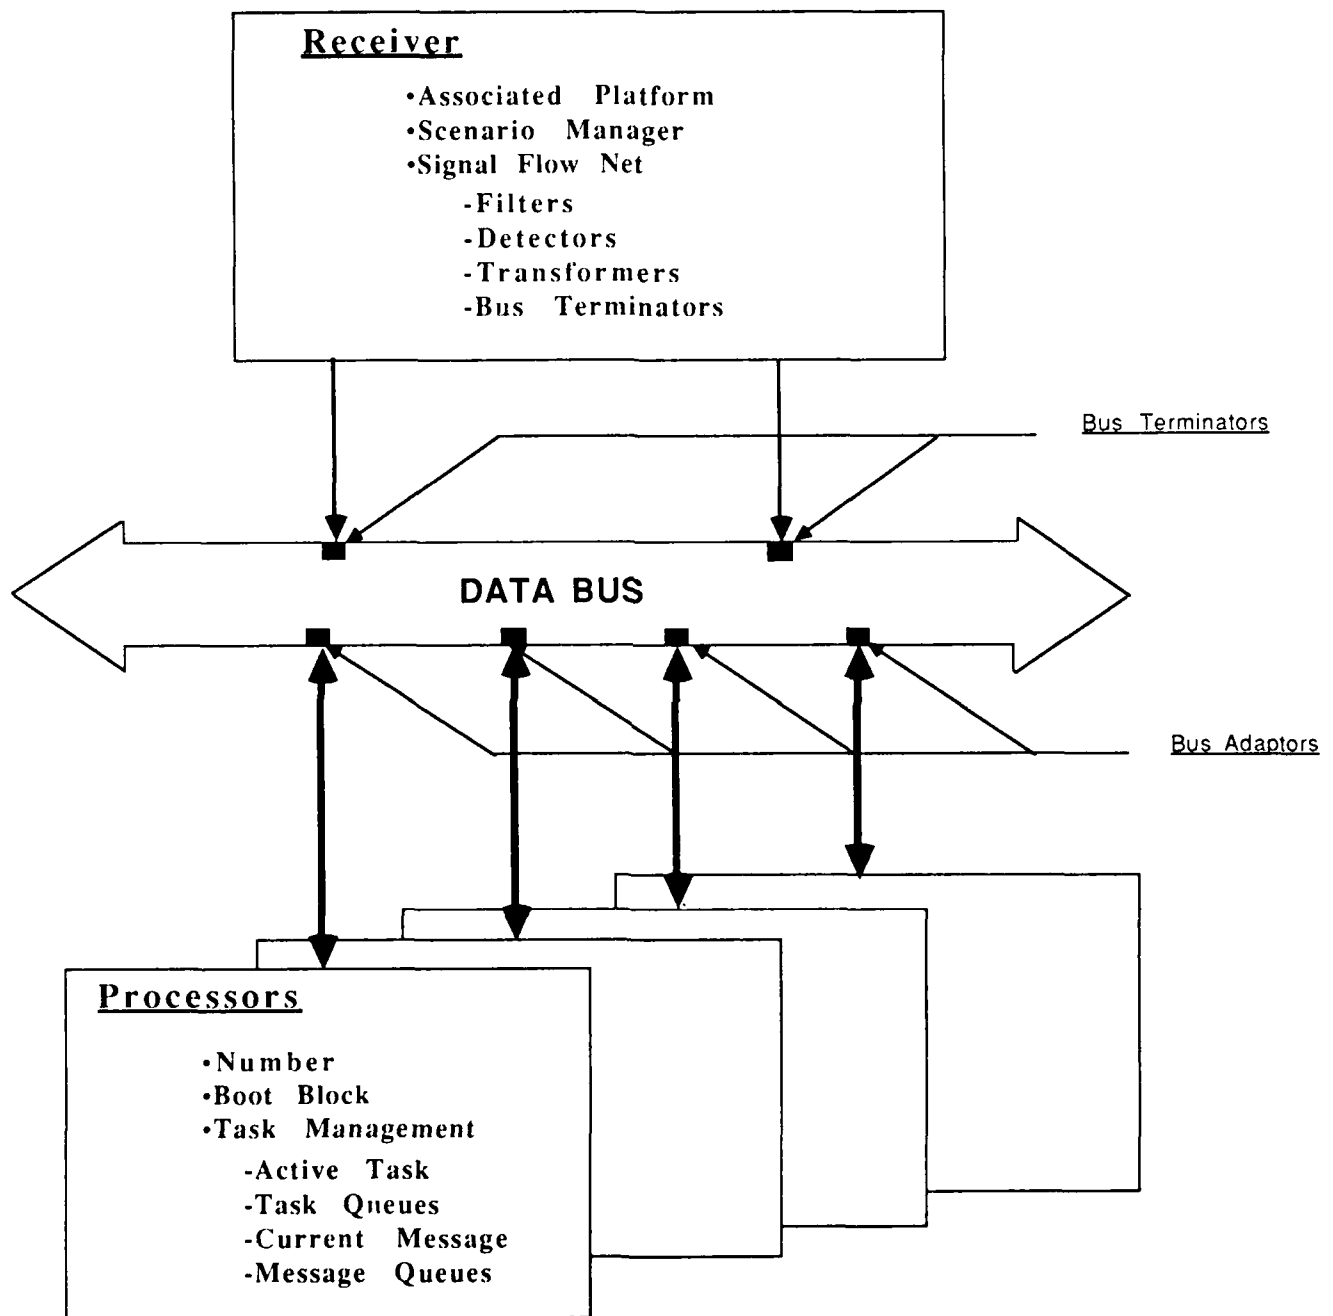 Receiver
•Associated Platform
•Scenario Manager
•Signal Flow Net
-Filters
-Detectors
-Transformers
-Bus Terminators
Bus Terminators
DATA BUS
Bus Adaptors
Processors
•Number
•Boot Block
•Task Management
-Active Task
-Task Queues
-Current Message
-Message Queues